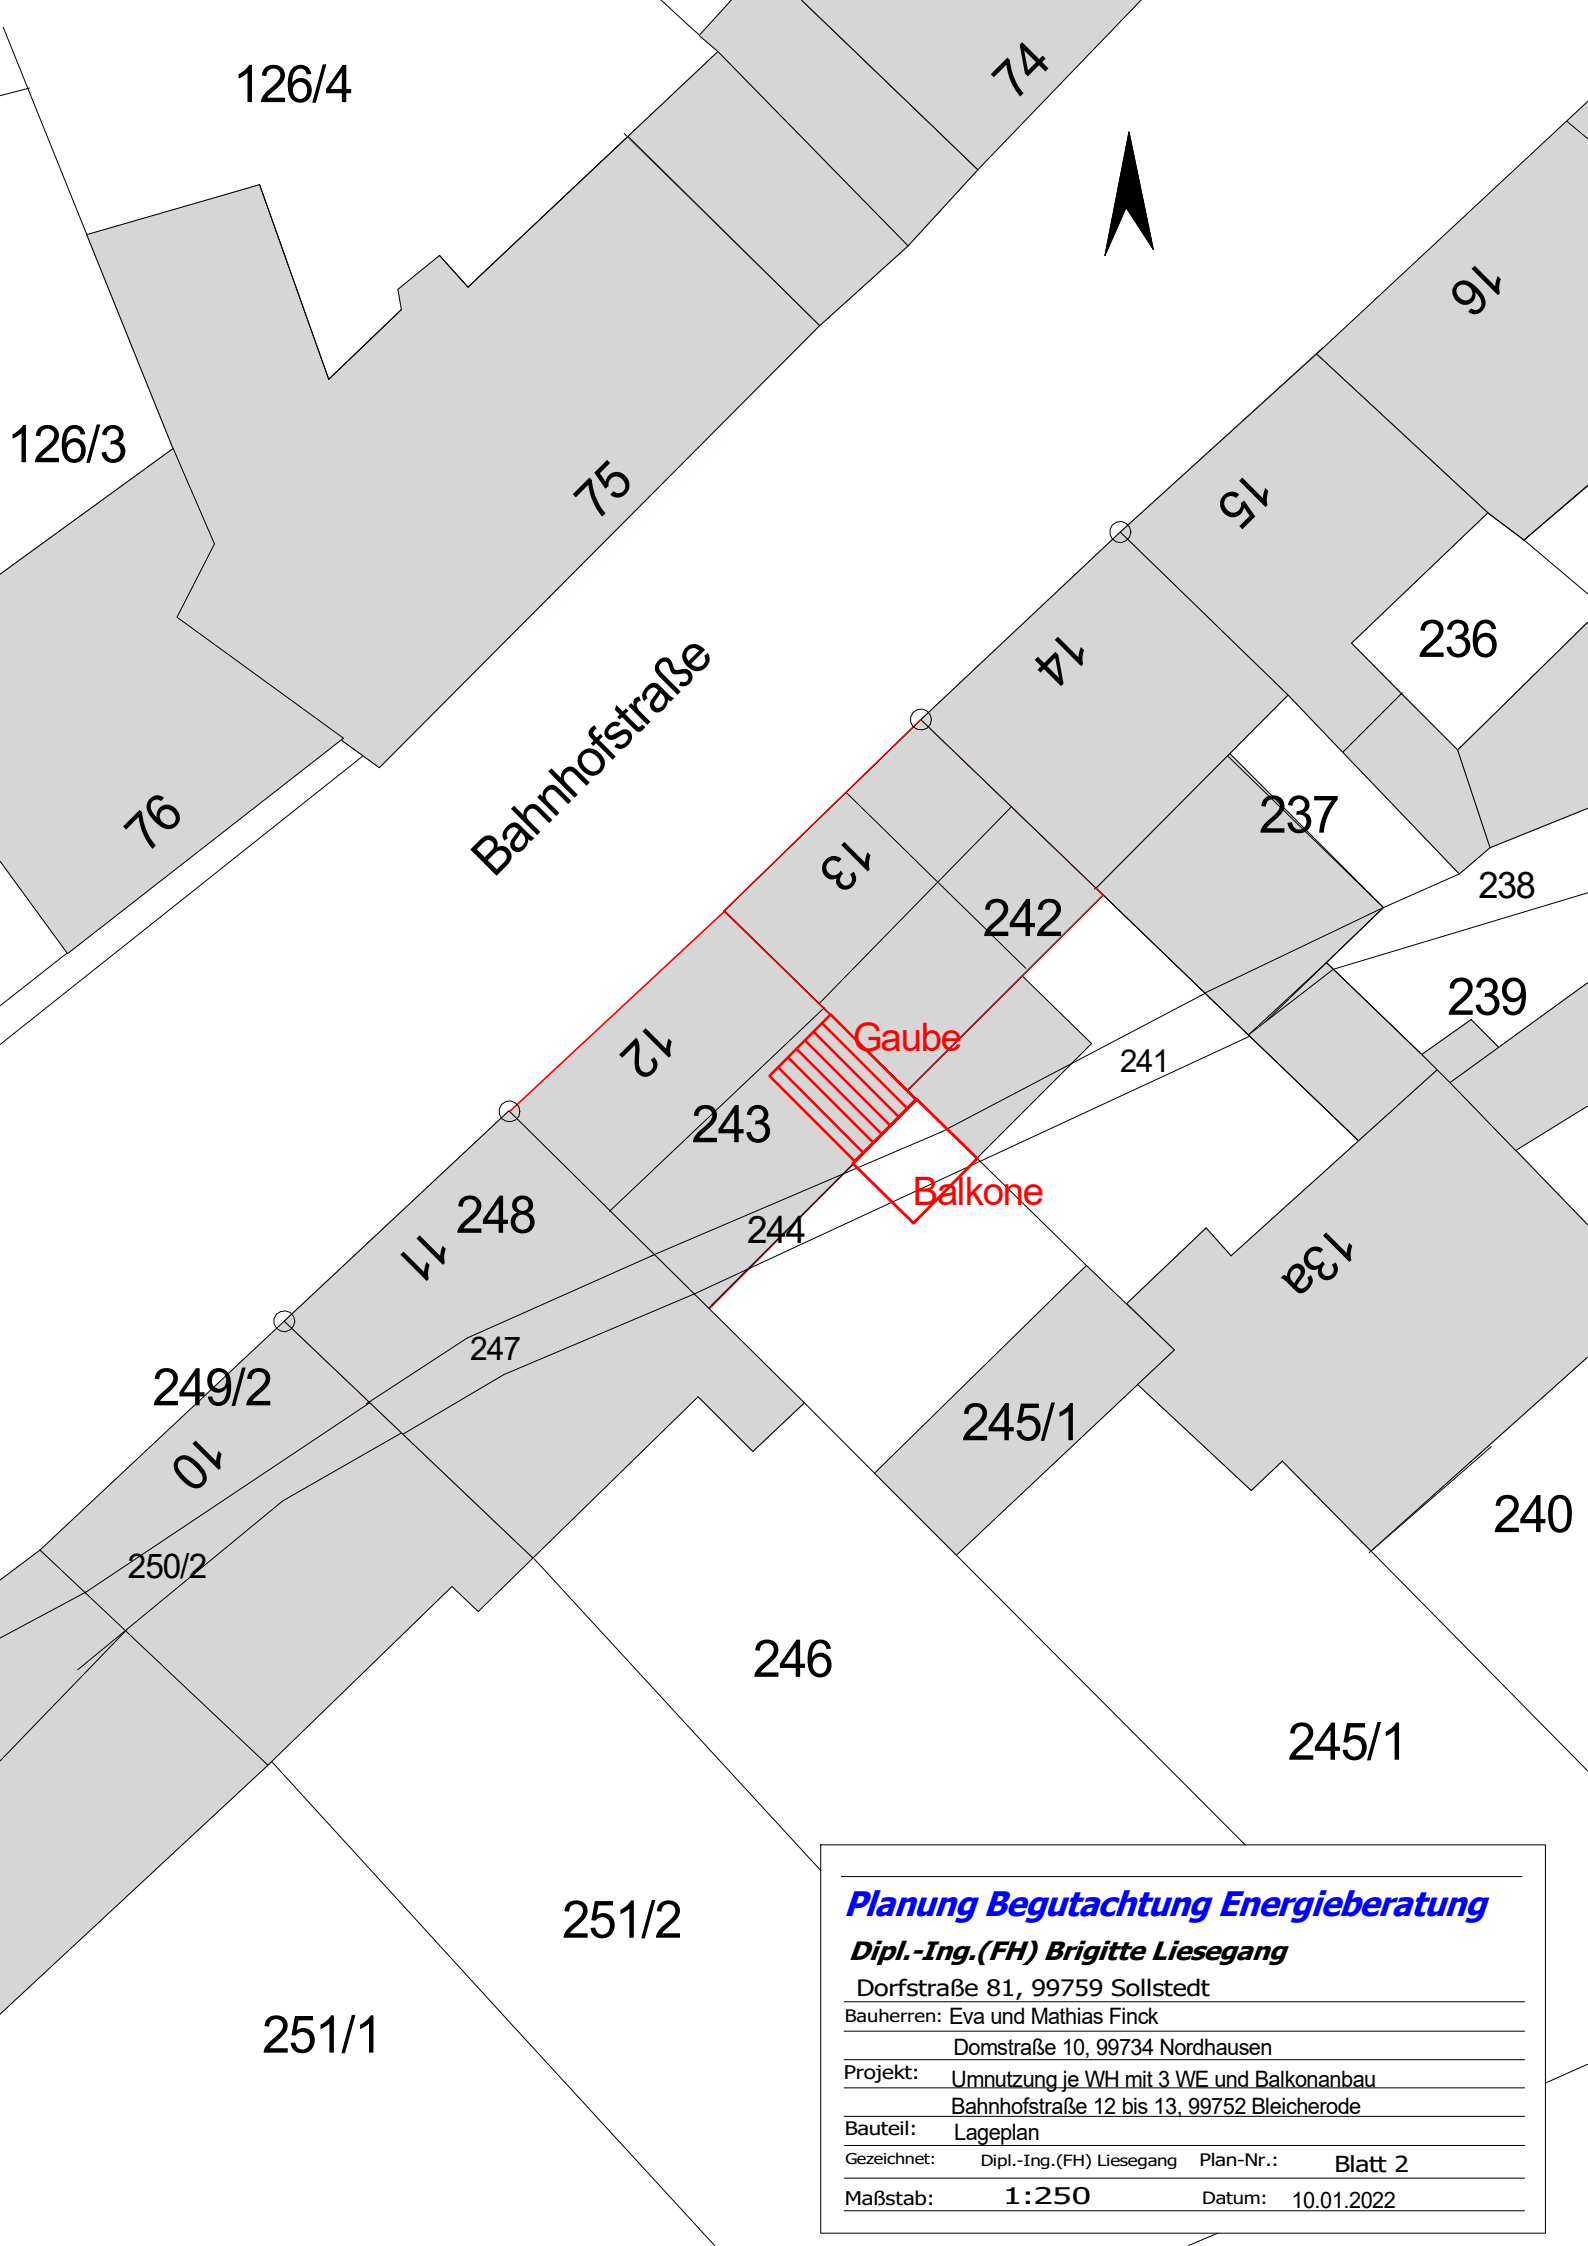 126/4
74
16
126/3
75
15
236
14
Bahnhofstraße
76
237
13
238
242
239
12
Gaube
241
243
Balkone
248
244
11
13a
247
249/2
245/1
10
240
250/2
246
245/1
251/2
251/1
Planung Begutachtung Energieberatung
Dipl.-Ing.(FH) Brigitte Liesegang
Dorfstraße 81, 99759 Sollstedt
Bauherren: Eva und Mathias Finck
Domstraße 10, 99734 Nordhausen
Projekt: Umnutzung je WH mit 3 WE und Balkonanbau
Bahnhofstraße 12 bis 13, 99752 Bleicherode
Bauteil: Lageplan
Gezeichnet: Dipl.-Ing.(FH) Liesegang Plan-Nr.: Blatt 2
Maßstab: 1:250 Datum: 10.01.2022